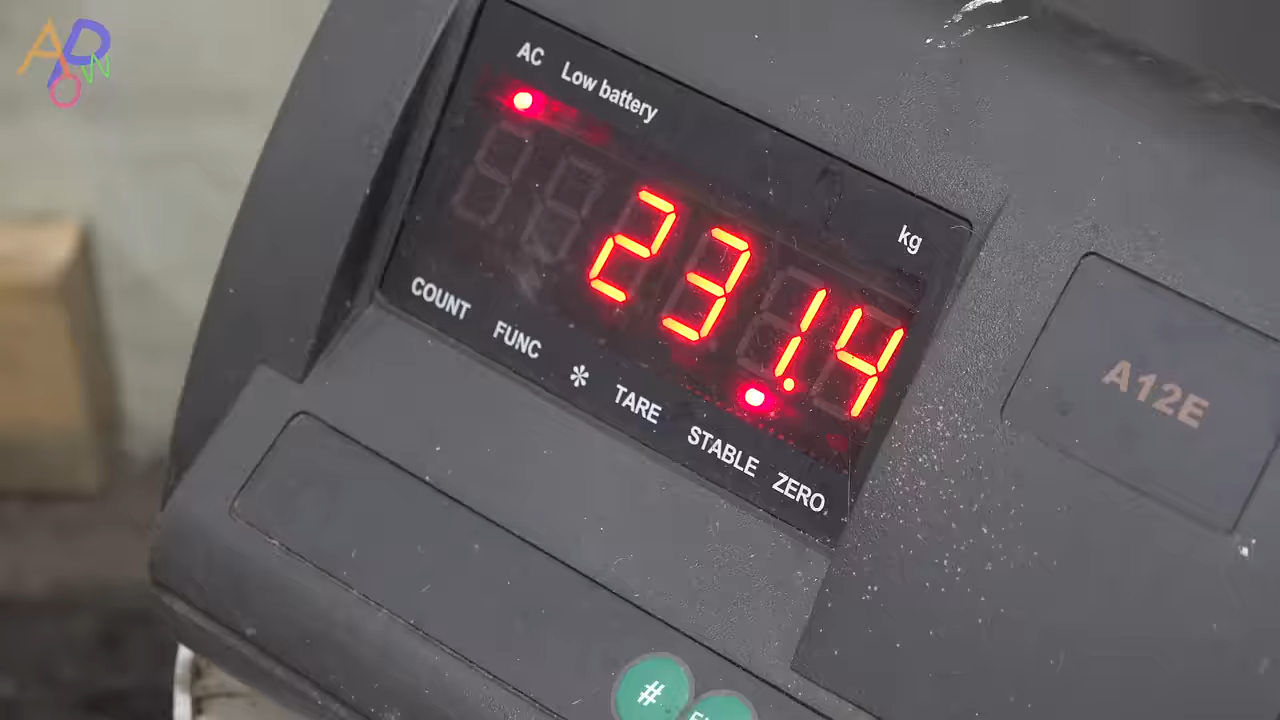 AC Low battery
kg
231.4
COUNT FUNC * TARE STABLE ZERO
A12E
#